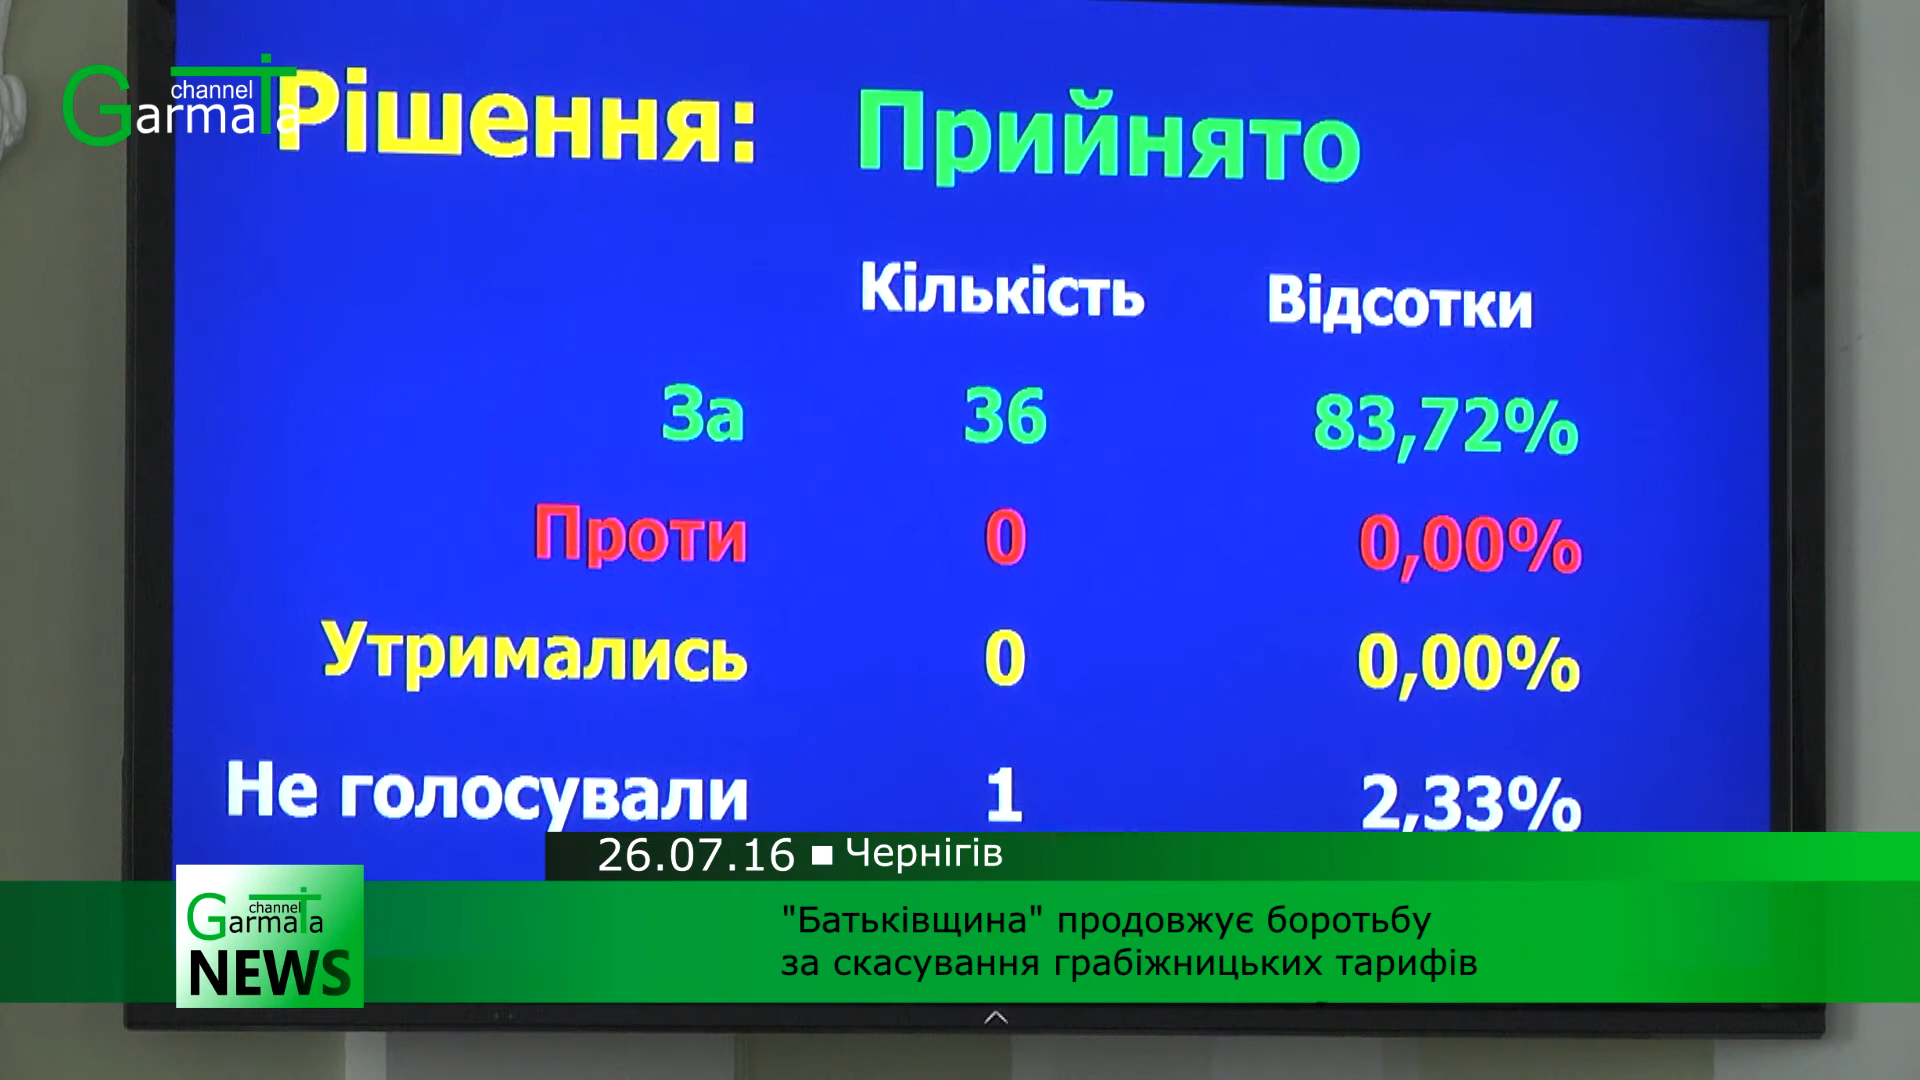 channel
GarmaTa
Рішення: Прийнято
Кількість Відсотки
За 36 83,72%
Проти 0 0,00%
Утримались 0 0,00%
Не голосували 1 2,33%
26.07.16 Чернігів
channel
GarmaTa
NEWS
"Батьківщина" продовжує боротьбу
за скасування грабіжницьких тарифів